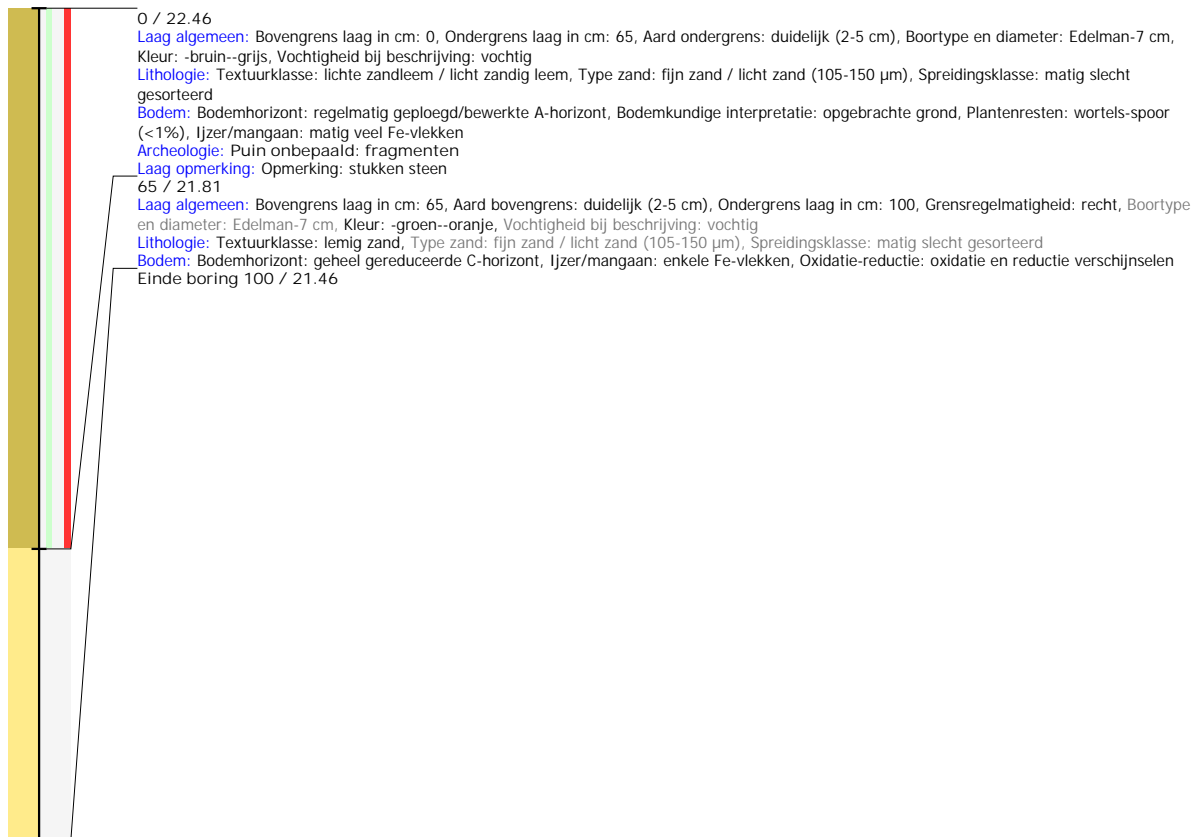 0 / 22.46
Laag algemeen: Bovengrens laag in cm: 0, Ondergrens laag in cm: 65, Aard ondergrens: duidelijk (2-5 cm), Boortype en diameter: Edelman-7 cm,
Kleur: -bruin--grijs, Vochtigheid bij beschrijving: vochtig
Lithologie: Textuurklasse: lichte zandleem / licht zandig leem, Type zand: fijn zand / licht zand (105-150 µm), Spreidingsklasse: matig slecht
gesorteerd
Bodem: Bodemhorizont: regelmatig geploegd/bewerkte A-horizont, Bodemkundige interpretatie: opgebrachte grond, Plantenresten: wortels-spoor
(<1%), Ijzer/mangaan: matig veel Fe-vlekken
Archeologie: Puin onbepaald: fragmenten
Laag opmerking: Opmerking: stukken steen
65 / 21.81
Laag algemeen: Bovengrens laag in cm: 65, Aard bovengrens: duidelijk (2-5 cm), Ondergrens laag in cm: 100, Grensregelmatigheid: recht, Boortype
en diameter: Edelman-7 cm, Kleur: -groen--oranje, Vochtigheid bij beschrijving: vochtig
Lithologie: Textuurklasse: lemig zand, Type zand: fijn zand / licht zand (105-150 µm), Spreidingsklasse: matig slecht gesorteerd
Bodem: Bodemhorizont: geheel gereduceerde C-horizont, Ijzer/mangaan: enkele Fe-vlekken, Oxidatie-reductie: oxidatie en reductie verschijnselen
Einde boring 100 / 21.46